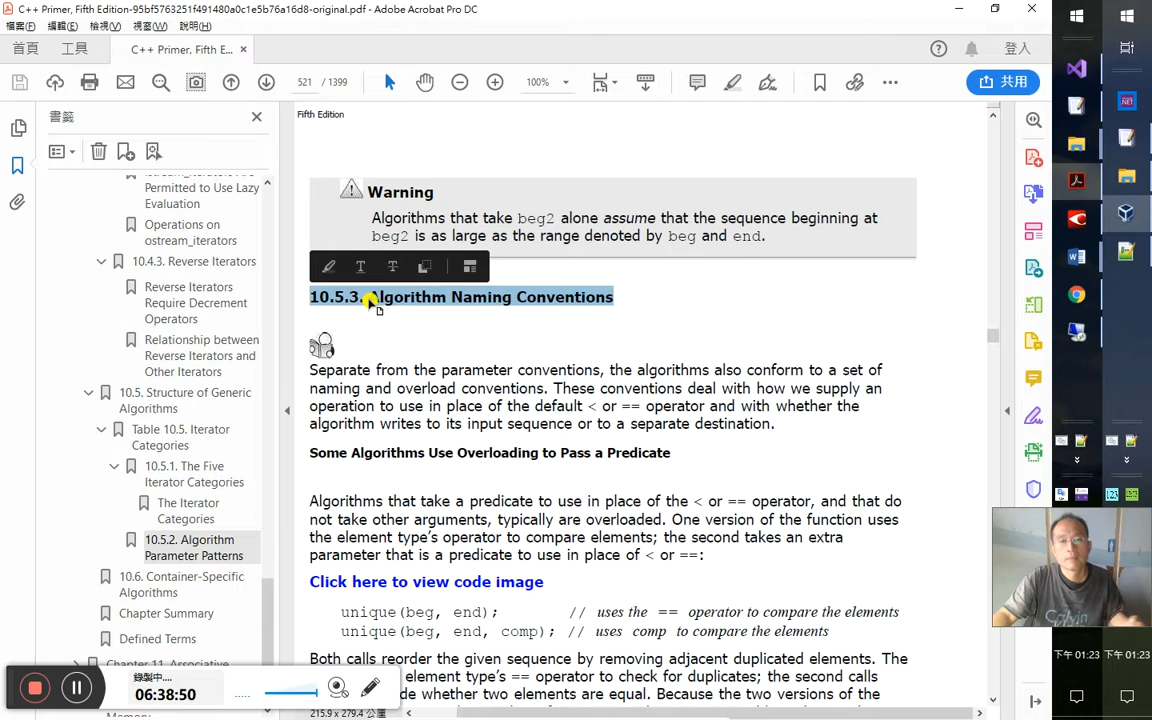 C++ Primer, Fifth Edition-95bf5763251f491480a0c1e5b76a16d8-original.pdf - Adobe Acrobat Pro DC
檔案(F) 編輯(E) 檢視(V) 視窗(W) 說明(H)
首頁 工具 C++ Primer, Fifth E... × 登入
521 / 1399 100% 共用
書籤
Fifth Edition
Permitted to Use Lazy
Evaluation
Operations on
ostream_iterators
10.4.3. Reverse Iterators
Reverse Iterators
Require Decrement
Operators
Relationship between
Reverse Iterators and
Other Iterators
10.5. Structure of Generic
Algorithms
Table 10.5. Iterator
Categories
10.5.1. The Five
Iterator Categories
The Iterator
Categories
10.5.2. Algorithm
Parameter Patterns
10.6. Container-Specific
Algorithms
Chapter Summary
Defined Terms
Chapter 11. Associative
Memory
Warning
Algorithms that take beg2 alone assume that the sequence beginning at
beg2 is as large as the range denoted by beg and end.
10.5.3. Algorithm Naming Conventions
Separate from the parameter conventions, the algorithms also conform to a set of
naming and overload conventions. These conventions deal with how we supply an
operation to use in place of the default < or == operator and with whether the
algorithm writes to its input sequence or to a separate destination.
Some Algorithms Use Overloading to Pass a Predicate
Algorithms that take a predicate to use in place of the < or == operator, and that do
not take other arguments, typically are overloaded. One version of the function uses
the element type's operator to compare elements; the second takes an extra
parameter that is a predicate to use in place of < or ==:
Click here to view code image
unique(beg, end); // uses the == operator to compare the elements
unique(beg, end, comp); // uses comp to compare the elements
Both calls reorder the given sequence by removing adjacent duplicated elements. The
element type's == operator to check for duplicates; the second calls
de whether two elements are equal. Because the two versions of the
215.9 x 279.4 公厘
錄製中...
06:38:50
下午 01:23 下午 01:23